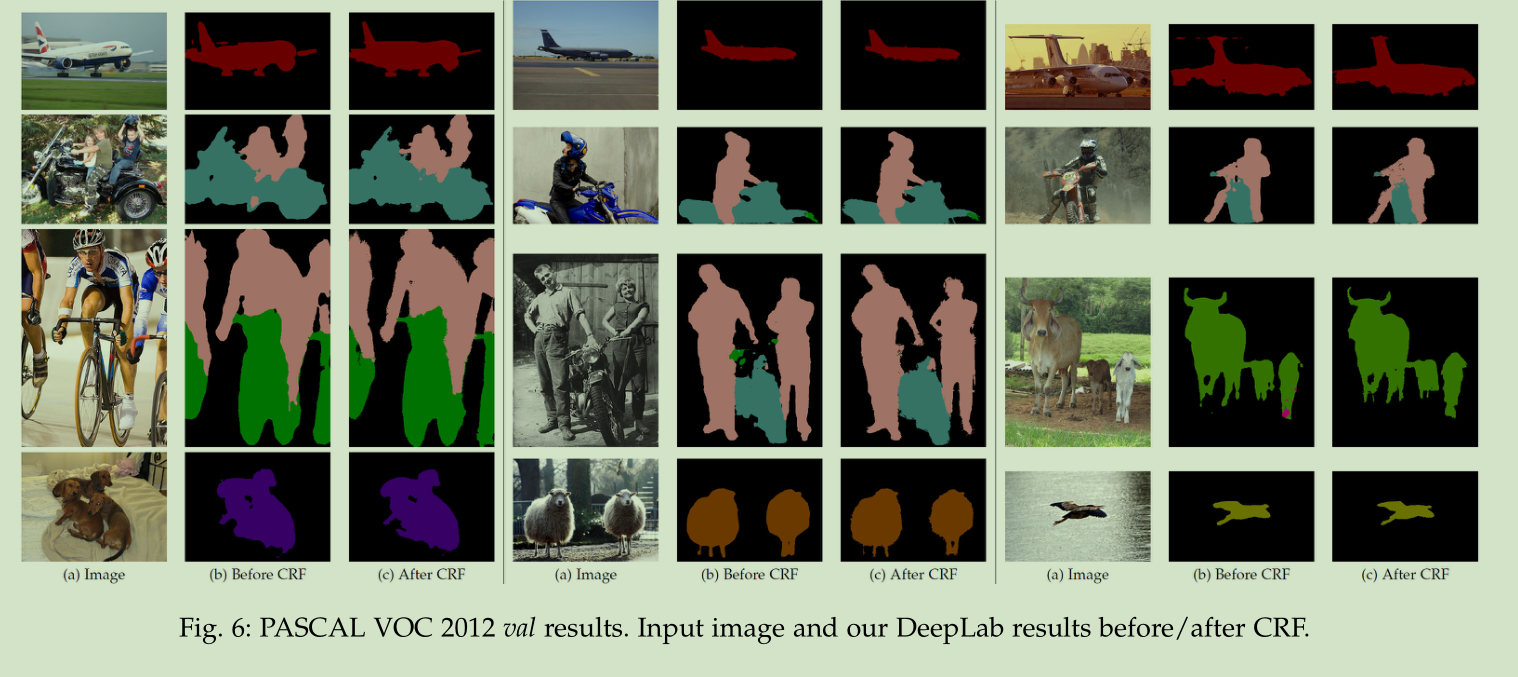 (a) Image
(b) Before CRF
(c) After CRF
(a) Image
(b) Before CRF
(c) After CRF
(a) Image
(b) Before CRF
(c) After CRF
Fig. 6: PASCAL VOC 2012 val results. Input image and our DeepLab results before/after CRF.